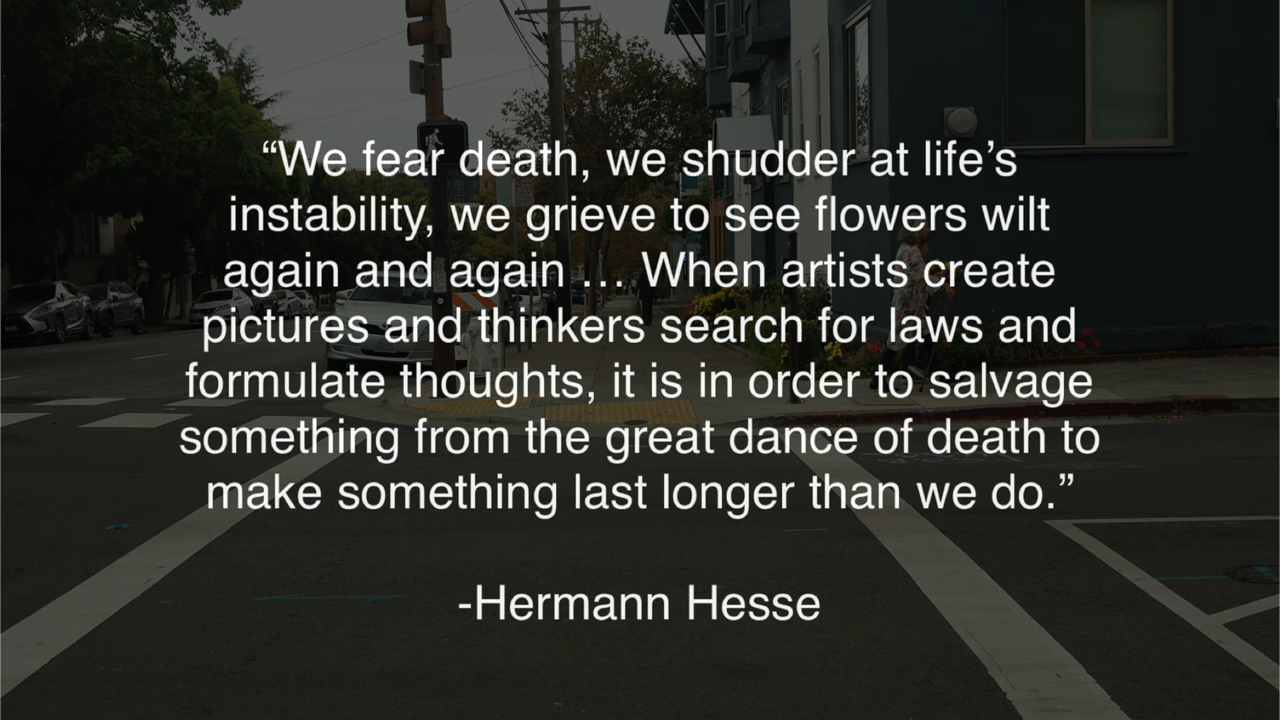 “We fear death, we shudder at life’s
instability, we grieve to see flowers wilt
again and again … When artists create
pictures and thinkers search for laws and
formulate thoughts, it is in order to salvage
something from the great dance of death to
make something last longer than we do.”
-Hermann Hesse